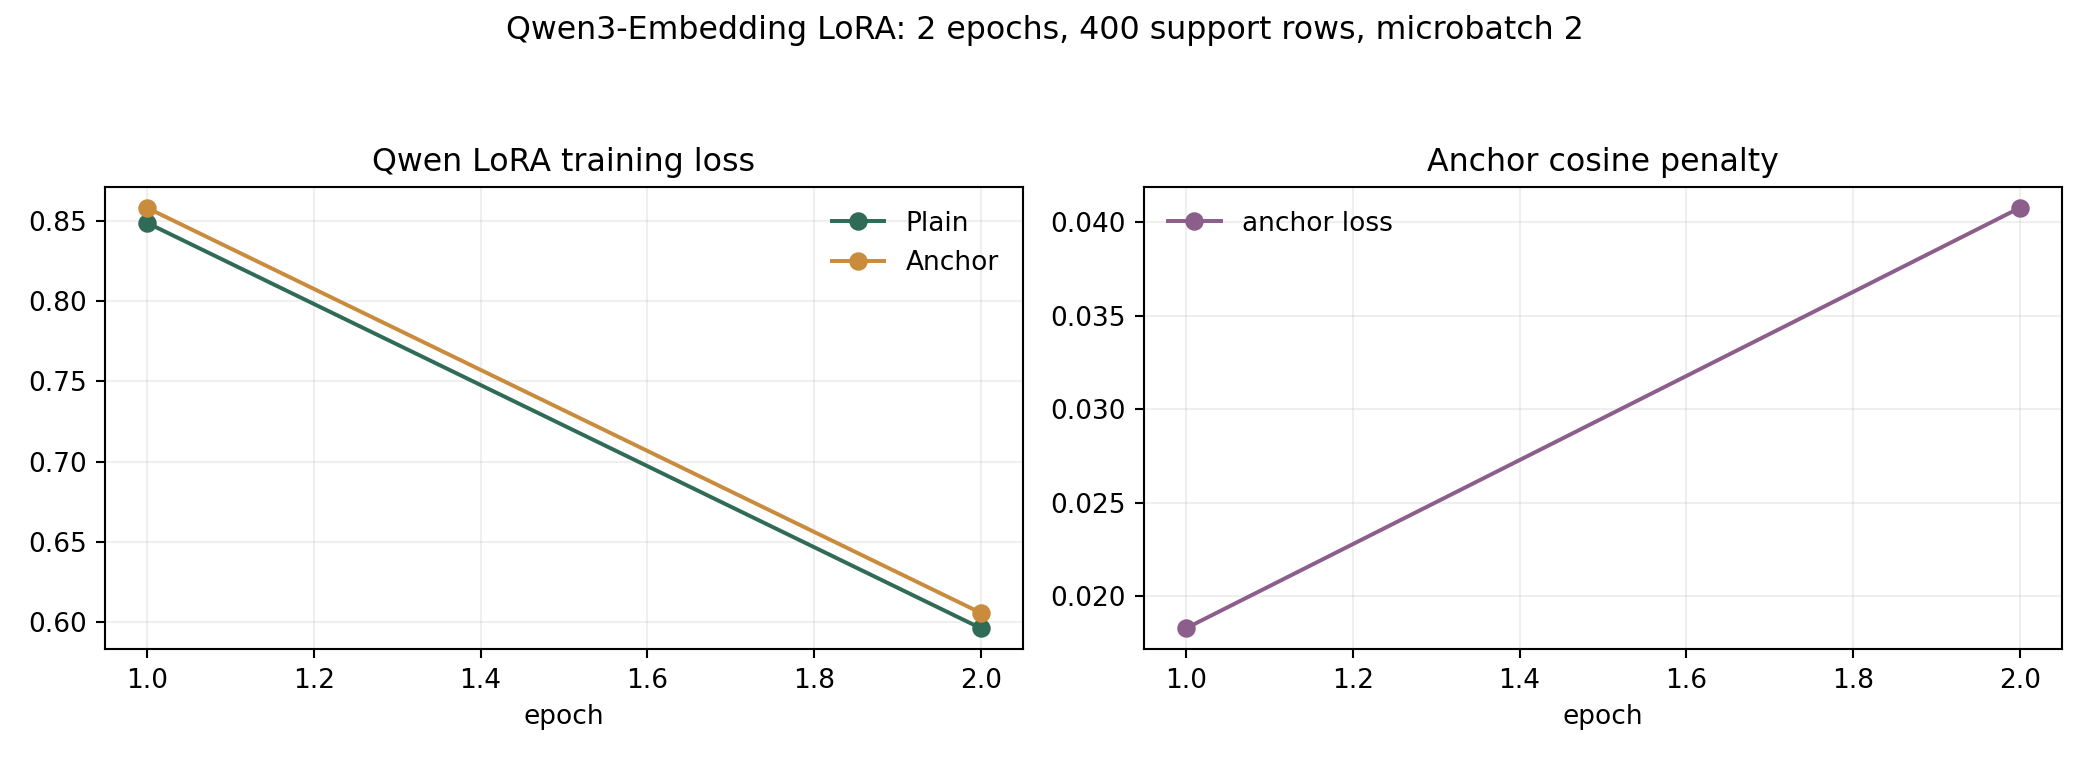 Qwen3-Embedding LoRA: 2 epochs, 400 support rows, microbatch 2
Qwen LoRA training loss
0.85
0.80
0.75
0.70
0.65
0.60
Plain
Anchor
1.0 1.2 1.4 1.6 1.8 2.0
epoch
Anchor cosine penalty
0.040
0.035
0.030
0.025
0.020
anchor loss
1.0 1.2 1.4 1.6 1.8 2.0
epoch